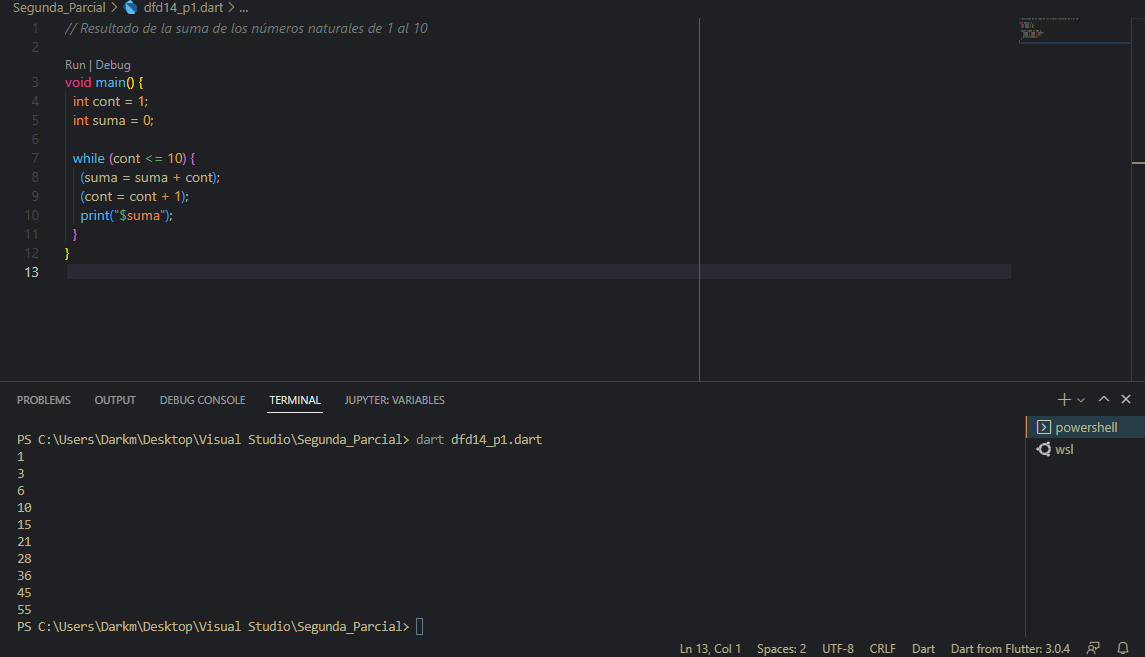 Segunda_Parcial > dfd14_p1.dart > ...
1 // Resultado de la suma de los números naturales de 1 al 10
2
Run | Debug
3 void main() {
4 int cont = 1;
5 int suma = 0;
6
7 while (cont <= 10) {
8 (suma = suma + cont);
9 (cont = cont + 1);
10 print("$suma");
11 }
12 }
13
PROBLEMS OUTPUT DEBUG CONSOLE TERMINAL JUPYTER: VARIABLES
PS C:\Users\Darkm\Desktop\Visual Studio\Segunda_Parcial> dart dfd14_p1.dart
1
3
6
10
15
21
28
36
45
55
PS C:\Users\Darkm\Desktop\Visual Studio\Segunda_Parcial>
powershell
wsl
Ln 13, Col 1 Spaces: 2 UTF-8 CRLF Dart Dart from Flutter: 3.0.4